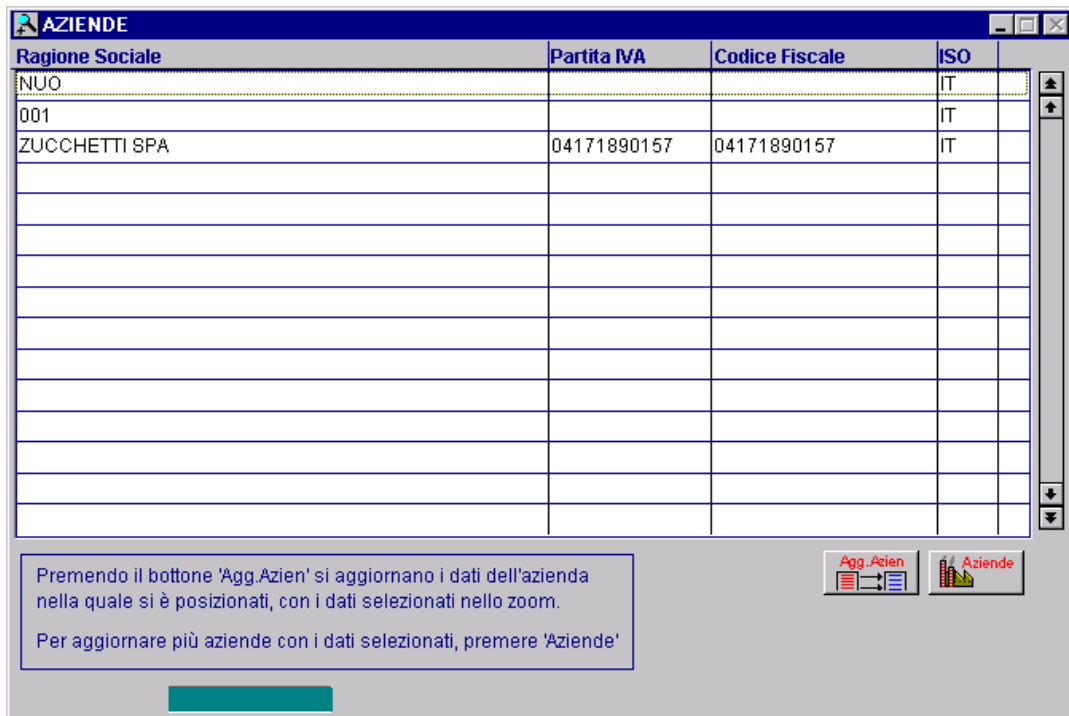 AZIENDE
Ragione Sociale Partita IVA Codice Fiscale ISO
NUO IT
001 IT
ZUCCHETTI SPA 04171890157 04171890157 IT
Agg.Azien Aziende
Premendo il bottone 'Agg.Azien' si aggiornano i dati dell'azienda
nella quale si è posizionati, con i dati selezionati nello zoom.
Per aggiornare più aziende con i dati selezionati, premere 'Aziende'